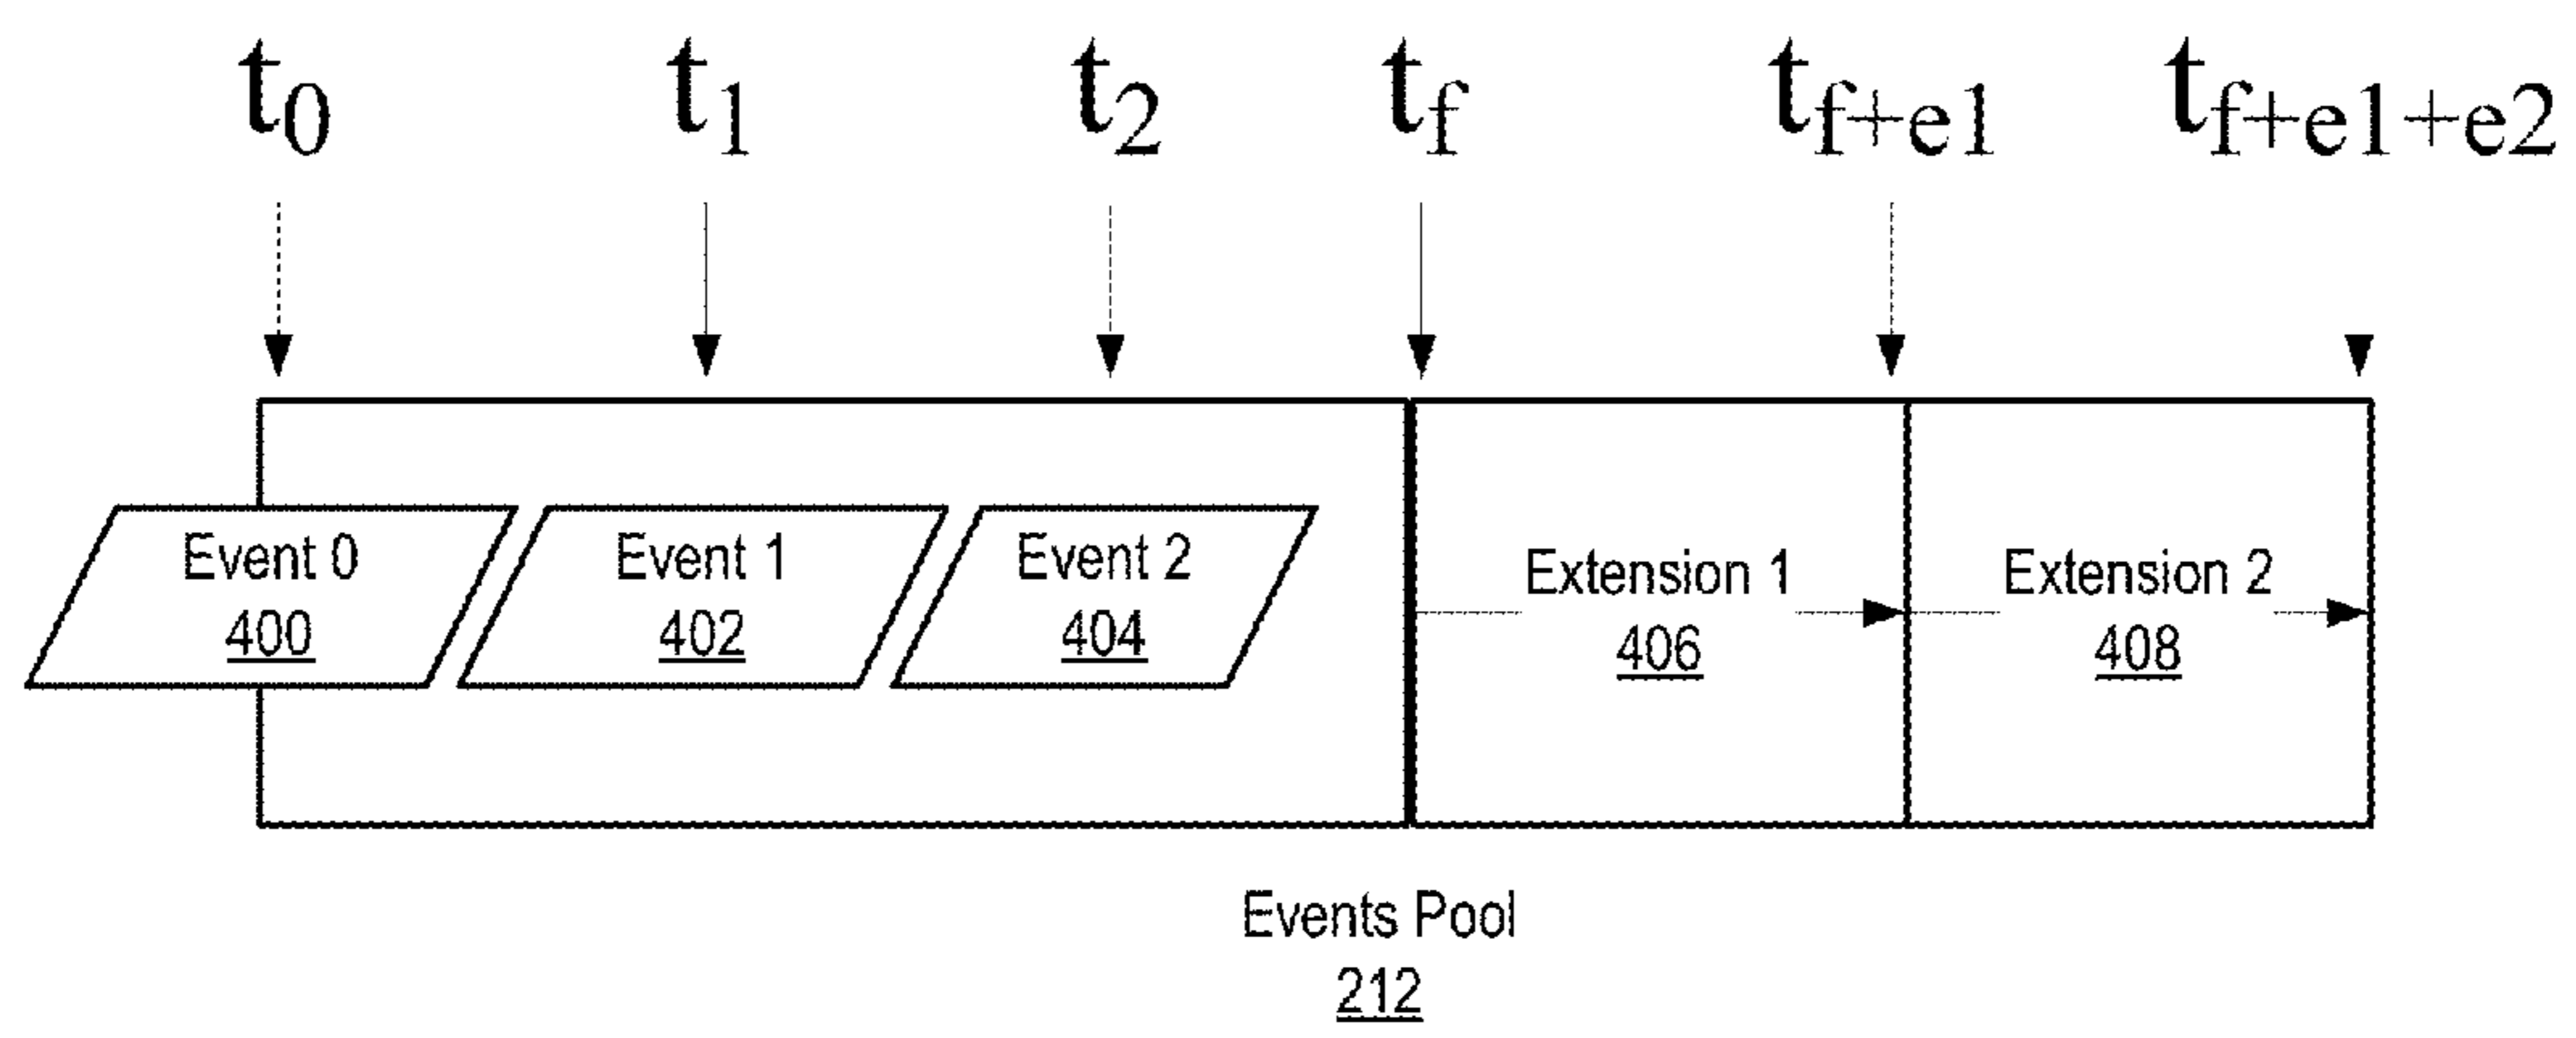 t0 t1 t2 tf tf+e1 tf+e1+e2
Event 0
400
Event 1
402
Event 2
404
Extension 1
406
Extension 2
408
Events Pool
212